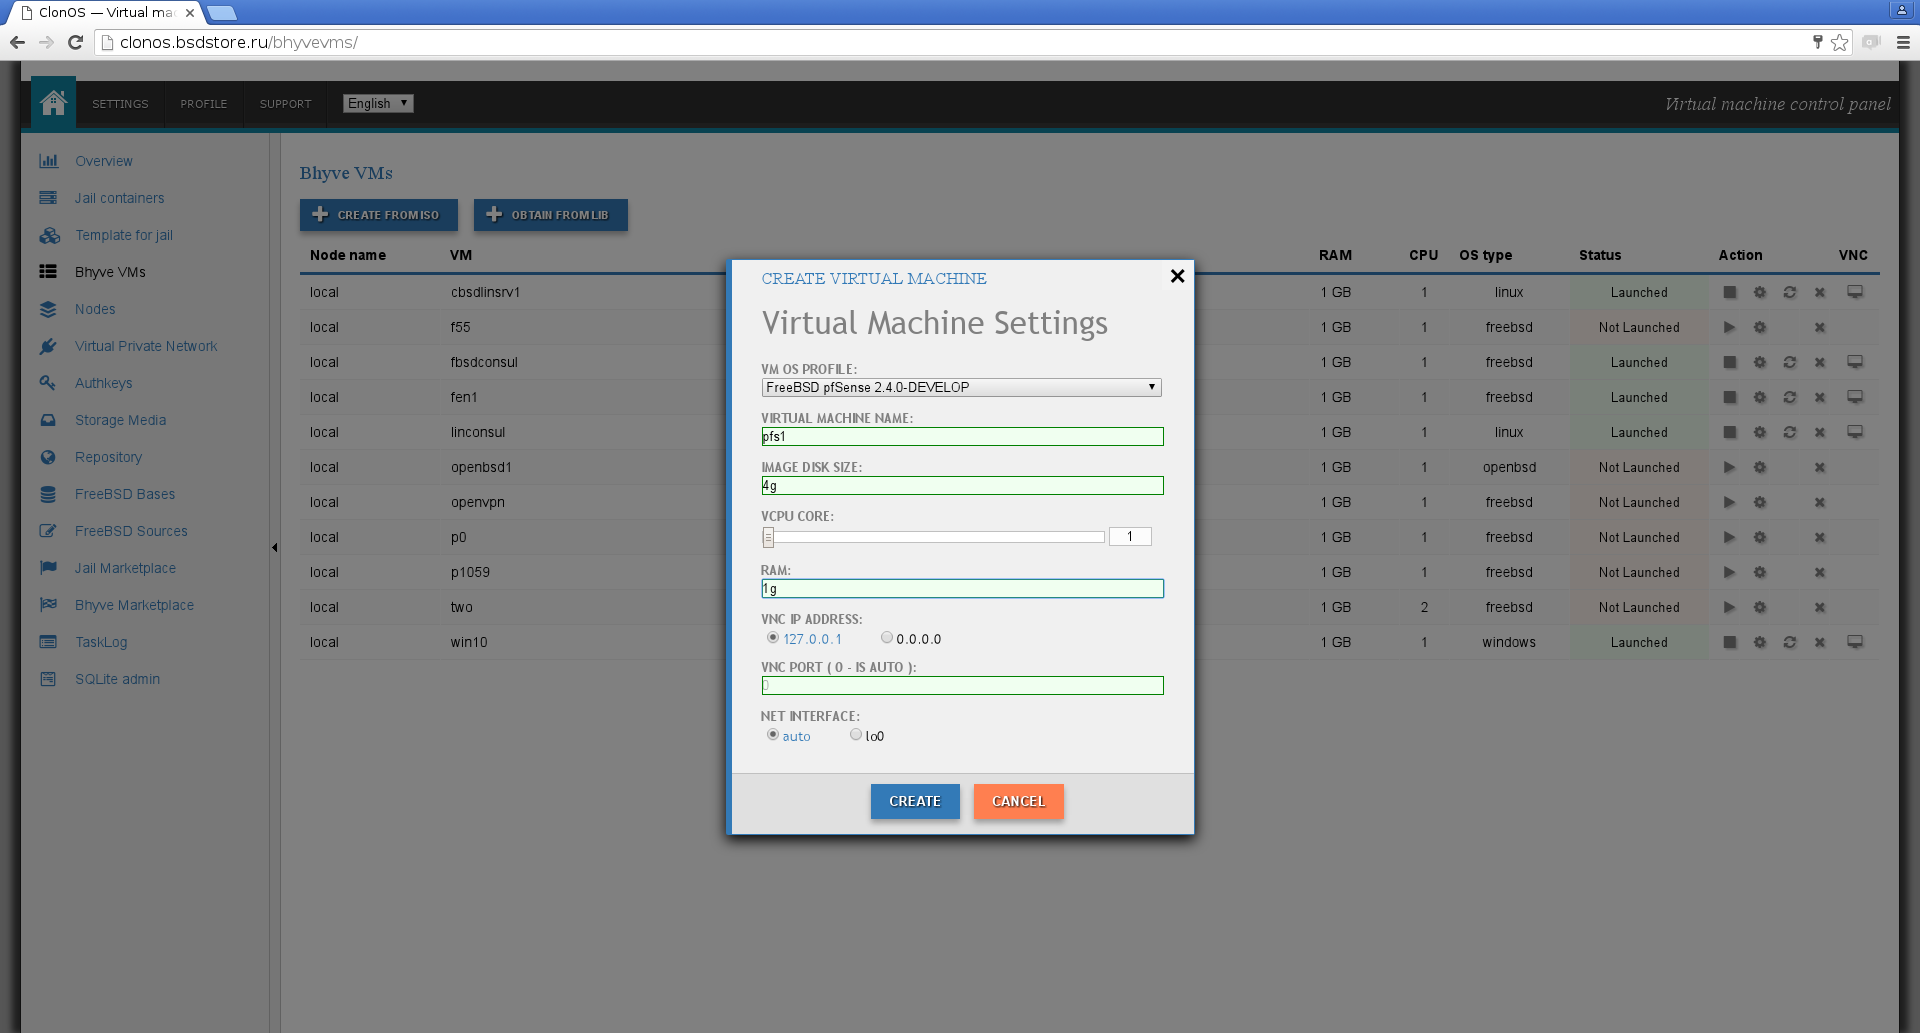 ClonOS — Virtual mac
clonos.bsdstore.ru/bhyvevms/
SETTINGS PROFILE SUPPORT English Virtual machine control panel
Overview
Jail containers
Template for jail
Bhyve VMs
Nodes
Virtual Private Network
Authkeys
Storage Media
Repository
FreeBSD Bases
FreeBSD Sources
Jail Marketplace
Bhyve Marketplace
TaskLog
SQLite admin
Bhyve VMs
CREATE FROM ISO OBTAIN FROM LIB
Node name VM RAM CPU OS type Status Action VNC
local cbsdlinsrv1 1 GB 1 linux Launched
local f55 1 GB 1 freebsd Not Launched
local fbsdconsul 1 GB 1 freebsd Launched
local fen1 1 GB 1 freebsd Launched
local linconsul 1 GB 1 linux Launched
local openbsd1 1 GB 1 openbsd Not Launched
local openvpn 1 GB 1 freebsd Not Launched
local p0 1 GB 1 freebsd Not Launched
local p1059 1 GB 1 freebsd Not Launched
local two 1 GB 2 freebsd Not Launched
local win10 1 GB 1 windows Launched
CREATE VIRTUAL MACHINE
Virtual Machine Settings
VM OS PROFILE:
FreeBSD pfSense 2.4.0-DEVELOP
VIRTUAL MACHINE NAME:
pfs1
IMAGE DISK SIZE:
4g
VCPU CORE:
1
RAM:
1g
VNC IP ADDRESS:
127.0.0.1 0.0.0.0
VNC PORT ( 0 - IS AUTO ):
0
NET INTERFACE:
auto lo0
CREATE CANCEL